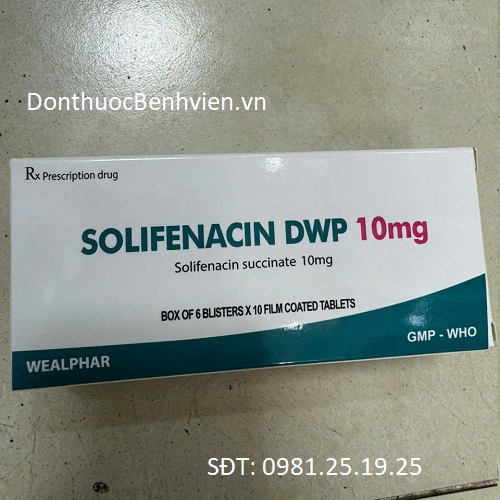 DonthuocBenhvien.vn
Rx Prescription drug
SOLIFENACIN DWP 10mg
Solifenacin succinate 10mg
BOX OF 6 BLISTERS X 10 FILM COATED TABLETS
GMP - WHO
WEALPHAR
SĐT: 0981.25.19.25